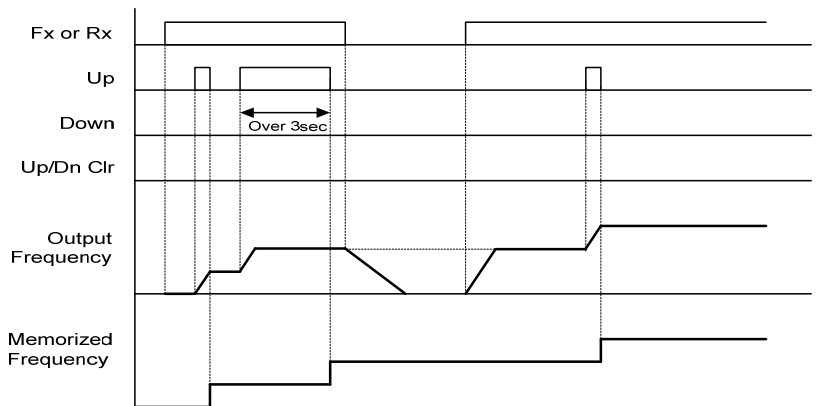 Fx or Rx
Up
Down
Over 3sec
Up/Dn Clr
Output
Frequency
Memorized
Frequency